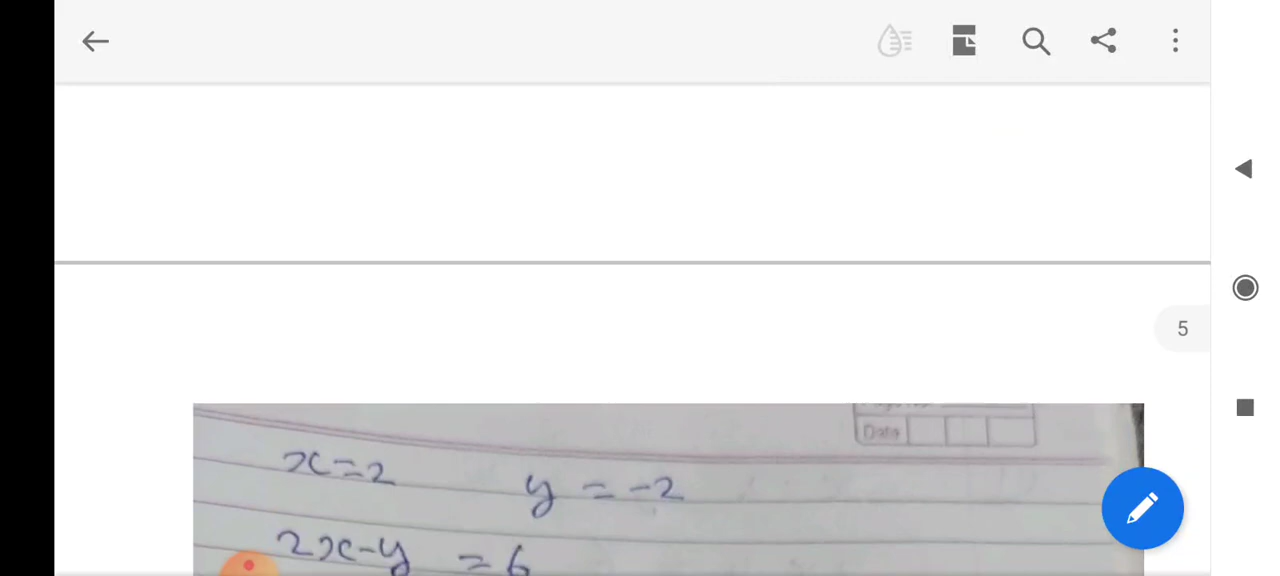 5
Date
x=2 y = -2
2x-y = 6